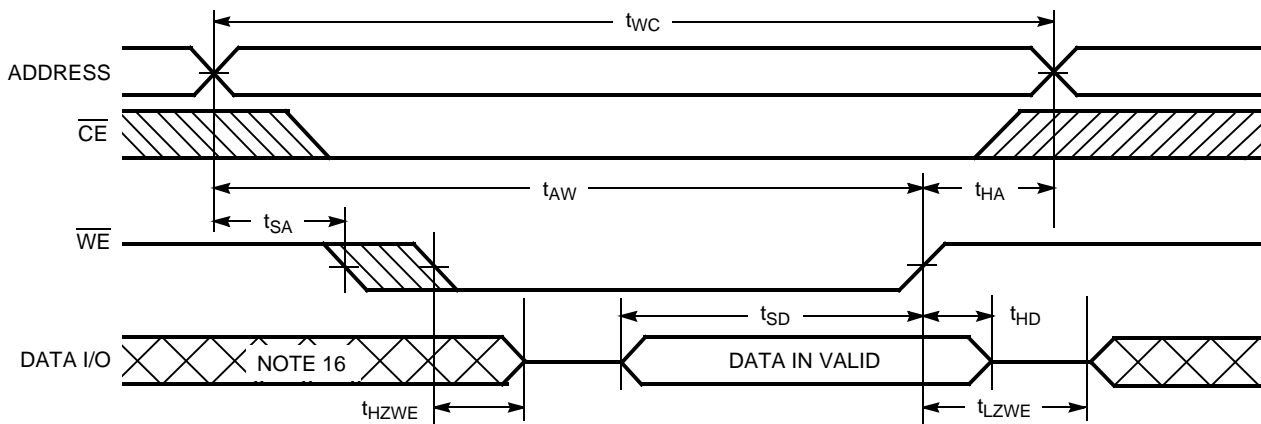 tWC
ADDRESS
CE
tAW
tHA
tSA
WE
tSD
tHD
DATA I/O
NOTE 16
DATA IN VALID
tHZWE
tLZWE